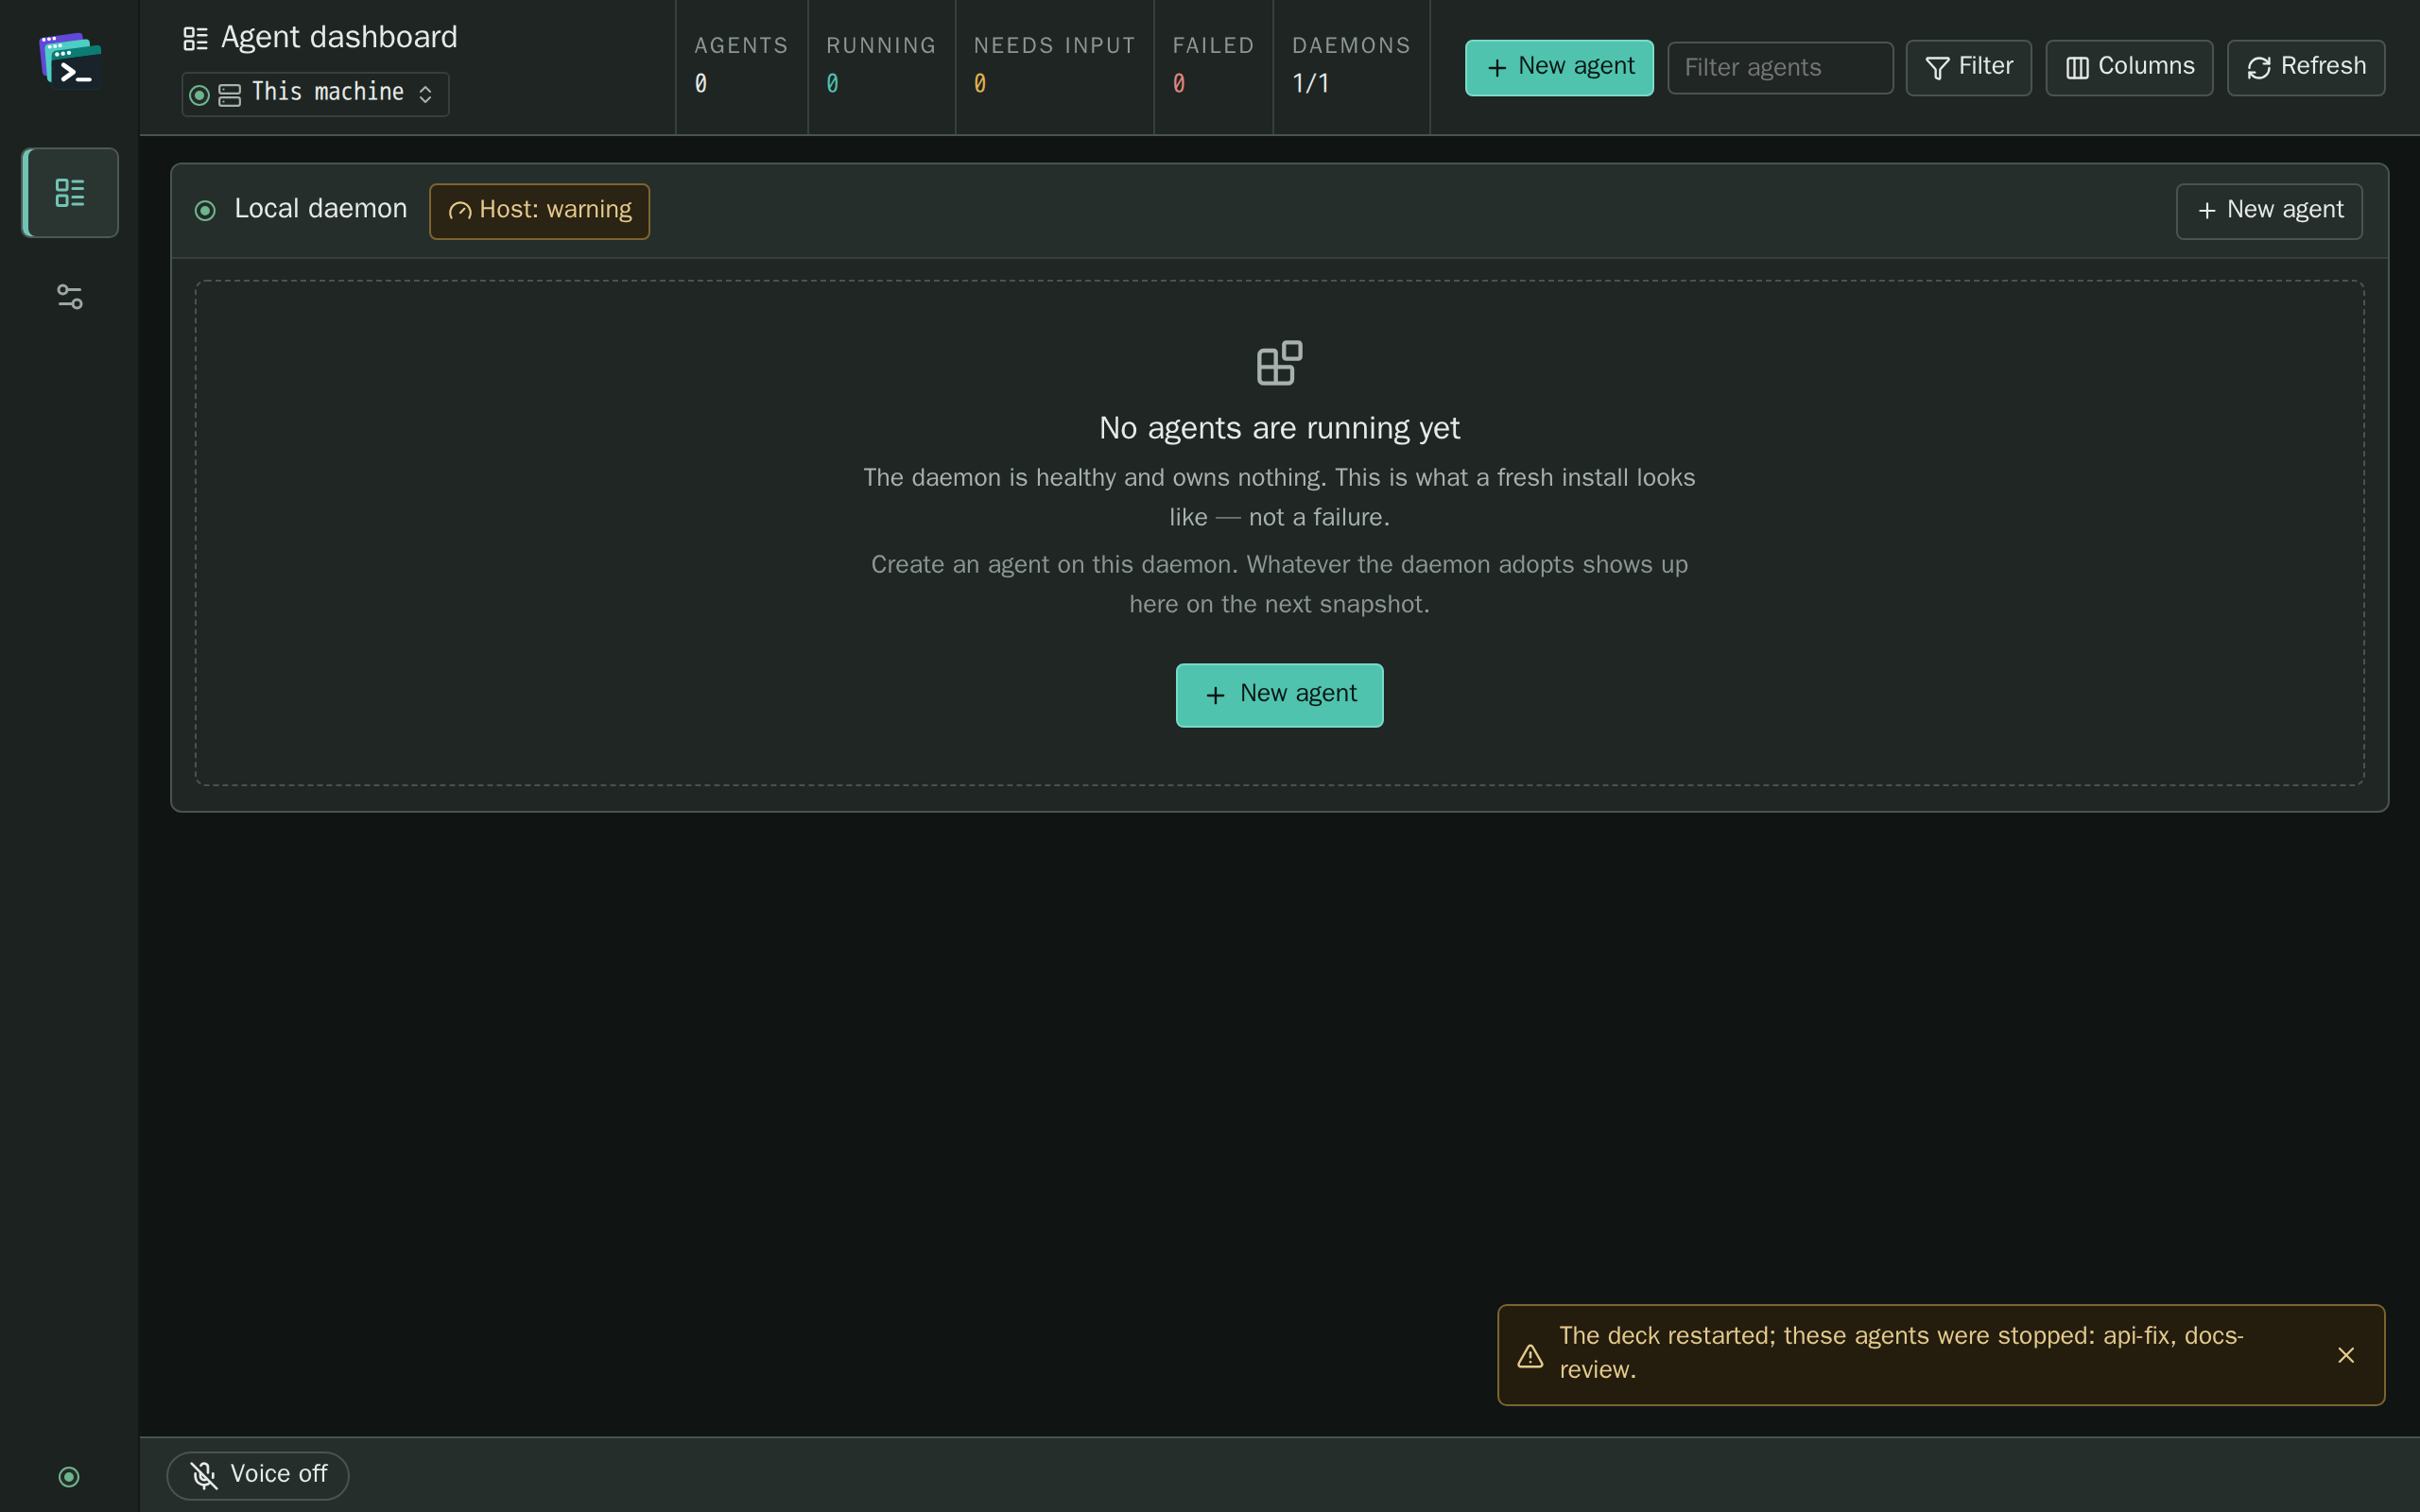 Agent dashboard
This machine
AGENTS
0
RUNNING
0
NEEDS INPUT
0
FAILED
0
DAEMONS
1/1
New agent
Filter agents
Filter
Columns
Refresh
Local daemon
Host: warning
New agent
No agents are running yet
The daemon is healthy and owns nothing. This is what a fresh install looks
like — not a failure.
Create an agent on this daemon. Whatever the daemon adopts shows up
here on the next snapshot.
New agent
The deck restarted; these agents were stopped: api-fix, docs-
review.
Voice off